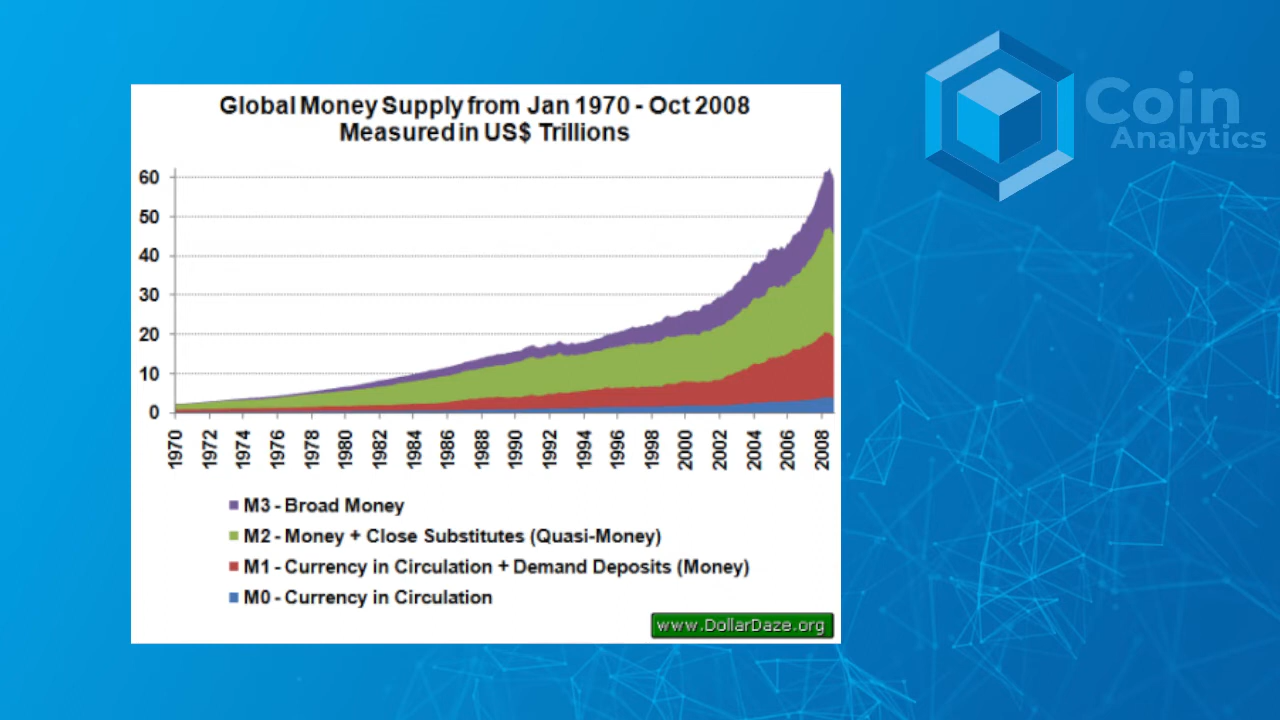 Coin
Analytics
Global Money Supply from Jan 1970 - Oct 2008
Measured in US$ Trillions
60
50
40
30
20
10
0
1970 1972 1974 1976 1978 1980 1982 1984 1986 1988 1990 1992 1994 1996 1998 2000 2002 2004 2006 2008
M3 - Broad Money
M2 - Money + Close Substitutes (Quasi-Money)
M1 - Currency in Circulation + Demand Deposits (Money)
M0 - Currency in Circulation
www.DollarDaze.org